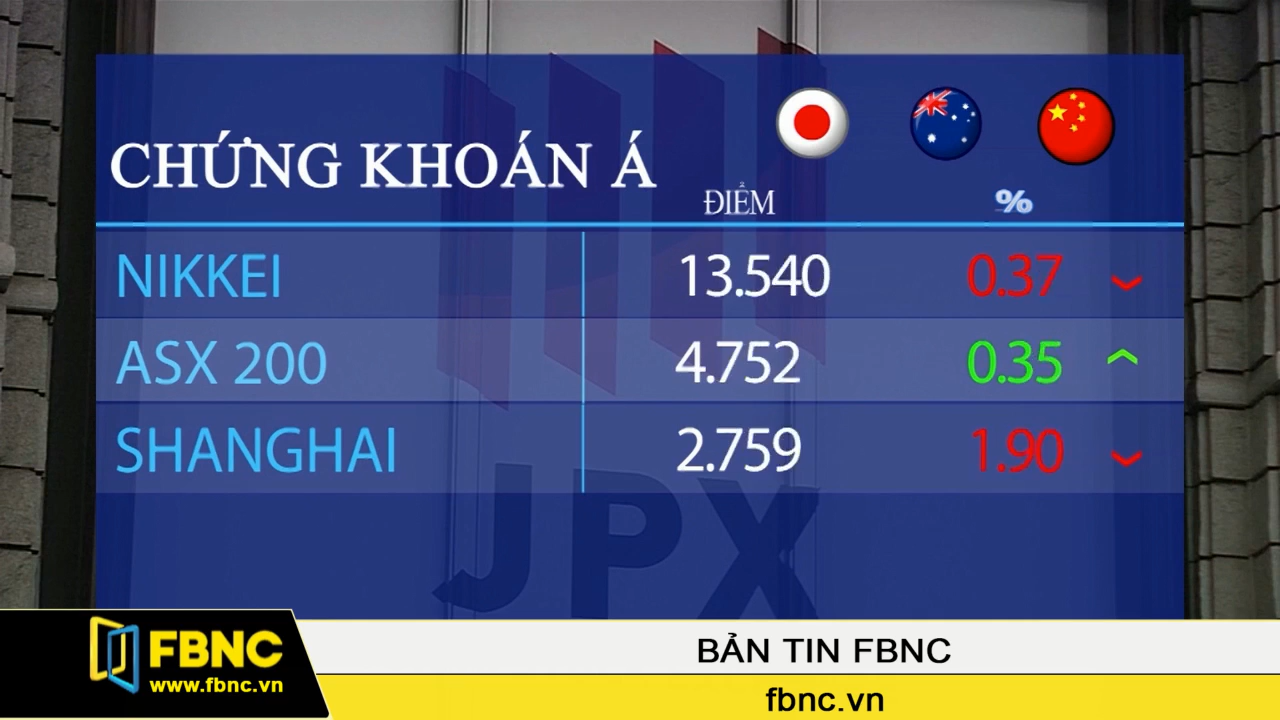 CHỨNG KHOÁN Á
ĐIỂM %
NIKKEI 13.540 0.37
ASX 200 4.752 0.35
SHANGHAI 2.759 1.90
JPX
FBNC
www.fbnc.vn
BẢN TIN FBNC
fbnc.vn